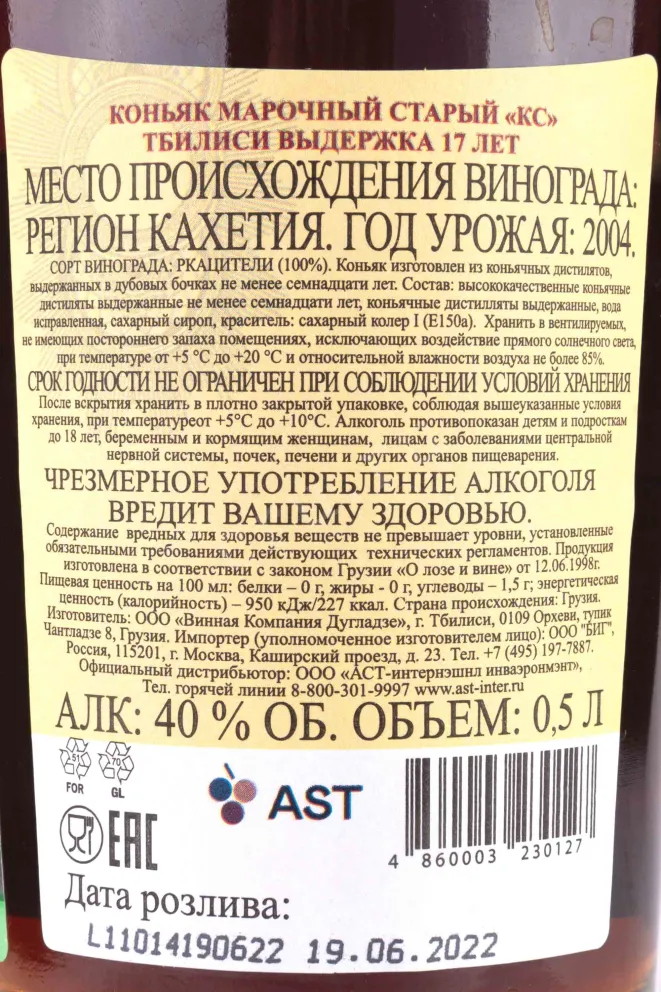 КОНЬЯК МАРОЧНЫЙ СТАРЫЙ «КС»
ТБИЛИСИ ВЫДЕРЖКА 17 ЛЕТ
МЕСТО ПРОИСХОЖДЕНИЯ ВИНОГРАДА:
РЕГИОН КАХЕТИЯ. ГОД УРОЖАЯ: 2004.
СОРТ ВИНОГРАДА: РКАЦИТЕЛИ (100%). Коньяк изготовлен из коньячных дистилятов,
выдержанных в дубовых бочках не менее семнадцати лет. Состав: высококачественные коньячные
дистиляты выдержанные не менее семнадцати лет, коньячные дистилляты выдержанные, вода
исправленная, сахарный сироп, краситель: сахарный колер I (E150a). Хранить в вентилируемых,
не имеющих постороннего запаха помещениях, исключающих воздействие прямого солнечного света,
при температуре от +5 °С до +20 °С и относительной влажности воздуха не более 85%.
СРОК ГОДНОСТИ НЕ ОГРАНИЧЕН ПРИ СОБЛЮДЕНИИ УСЛОВИЙ ХРАНЕНИЯ
После вскрытия хранить в плотно закрытой упаковке, соблюдая вышеуказанные условия
хранения, при температуреот +5°С до +10°С. Алкоголь противопоказан детям и подросткам
до 18 лет, беременным и кормящим женщинам, лицам с заболеваниями центральной
нервной системы, почек, печени и других органов пищеварения.
ЧРЕЗМЕРНОЕ УПОТРЕБЛЕНИЕ АЛКОГОЛЯ
ВРЕДИТ ВАШЕМУ ЗДОРОВЬЮ.
Содержание вредных для здоровья веществ не превышает уровни, установленные
обязательными требованиями действующих технических регламентов. Продукция
изготовлена в соответствии с законом Грузии «О лозе и вине» от 12.06.1998г.
Пищевая ценность на 100 мл: белки – 0 г, жиры - 0 г, углеводы – 1,5 г; энергетическая
ценность (калорийность) – 950 кДж/227 ккал. Страна происхождения: Грузия.
Изготовитель: ООО «Винная Компания Дугладзе», г. Тбилиси, 0109 Орхеви, тупик
Чантладзе 8, Грузия. Импортер (уполномоченное изготовителем лицо): ООО "БИГ",
Россия, 115201, г. Москва, Каширский проезд, д. 23. Тел. +7 (495) 197-7887.
Официальный дистрибьютор: ООО «АСТ-интернэшнл инваэронмэнт»,
Тел. горячей линии 8-800-301-9997 www.ast-inter.ru
АЛК: 40 % ОБ. ОБЪЕМ: 0,5 Л
51 70
FOR GL
AST
EAC
4 860003 230127
Дата розлива:
L11014190622 19.06.2022